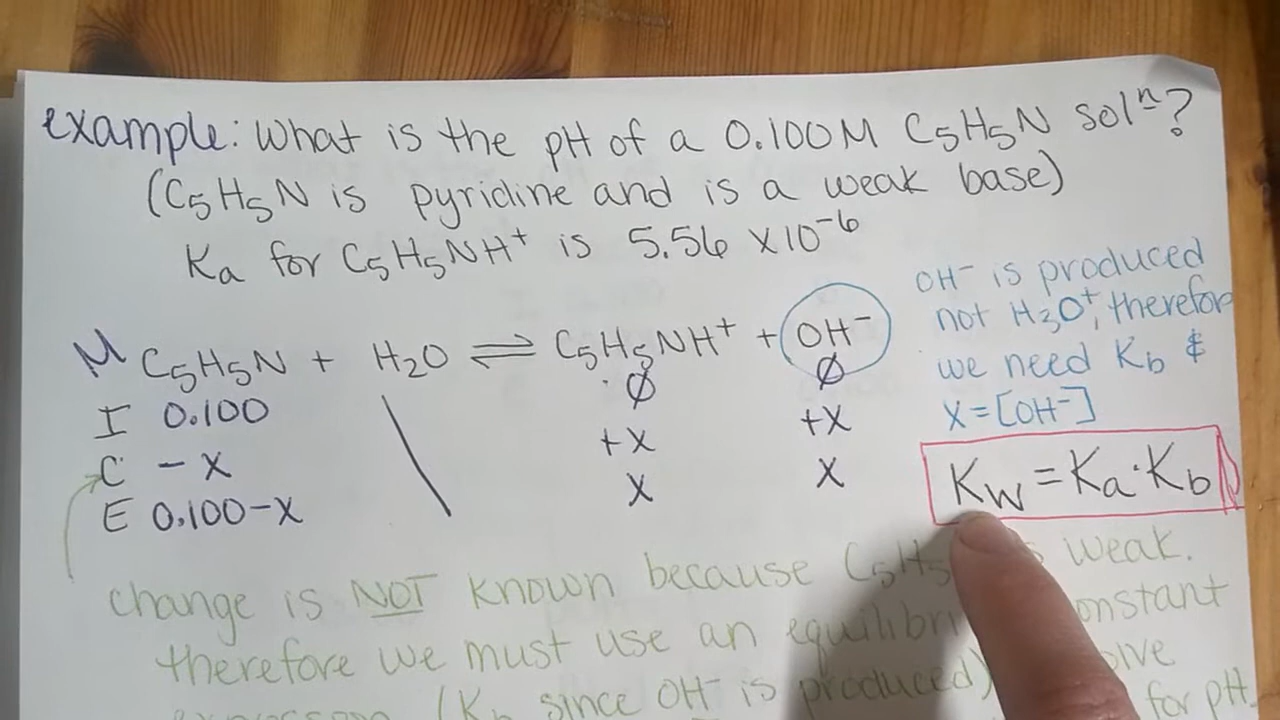 example: What is the pH of a 0.100M C5H5N solⁿ?
(C5H5N is pyridine and is a weak base)
Ka for C5H5NH⁺ is 5.56 x10⁻⁶
OH⁻ is produced
not H3O⁺, therefore
we need Kb &
X=[OH⁻]
Kw = Ka·Kb
M C5H5N + H2O ⇌ C5H5NH⁺ + OH⁻
I 0.100 Ø Ø
C -X +X +X
E 0.100-X X X
change is NOT known because C5H5 weak.
therefore we must use an
(Kb since OH⁻ is produced) for pH.